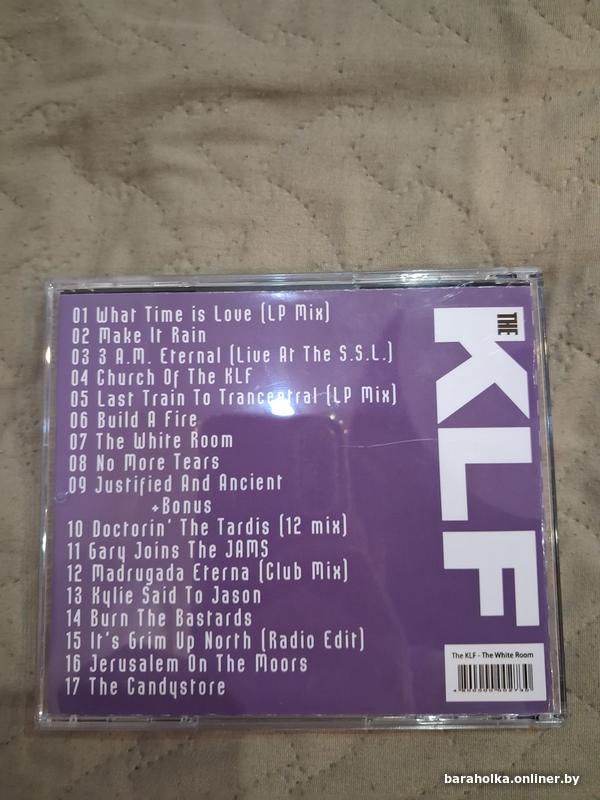 01 What Time is Love (LP Mix)
02 Make It Rain
03 3 A.M. Eternal (Live At The S.S.L.)
04 Church Of The KLF
05 Last Train To Trancentral (LP Mix)
06 Build A Fire
07 The White Room
08 No More Tears
09 Justified And Ancient
+Bonus
10 Doctorin' The Tardis (12 mix)
11 Gary Joins The JAMS
12 Madrugada Eterna (Club Mix)
13 Kylie Said To Jason
14 Burn The Bastards
15 It's Grim Up North (Radio Edit)
16 Jerusalem On The Moors
17 The Candystore
THE
KLF
The KLF - The White Room
baraholka.onliner.by